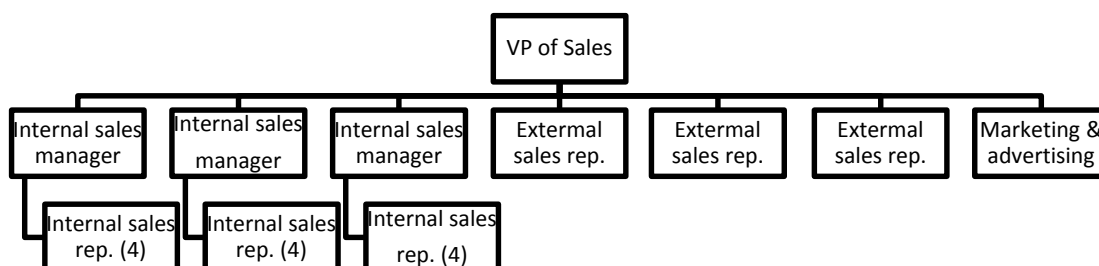 VP of Sales
Internal sales
manager
Internal sales
manager
Internal sales
manager
Extermal
sales rep.
Extermal
sales rep.
Extermal
sales rep.
Marketing &
advertising
Internal sales
rep. (4)
Internal sales
rep. (4)
Internal sales
rep. (4)